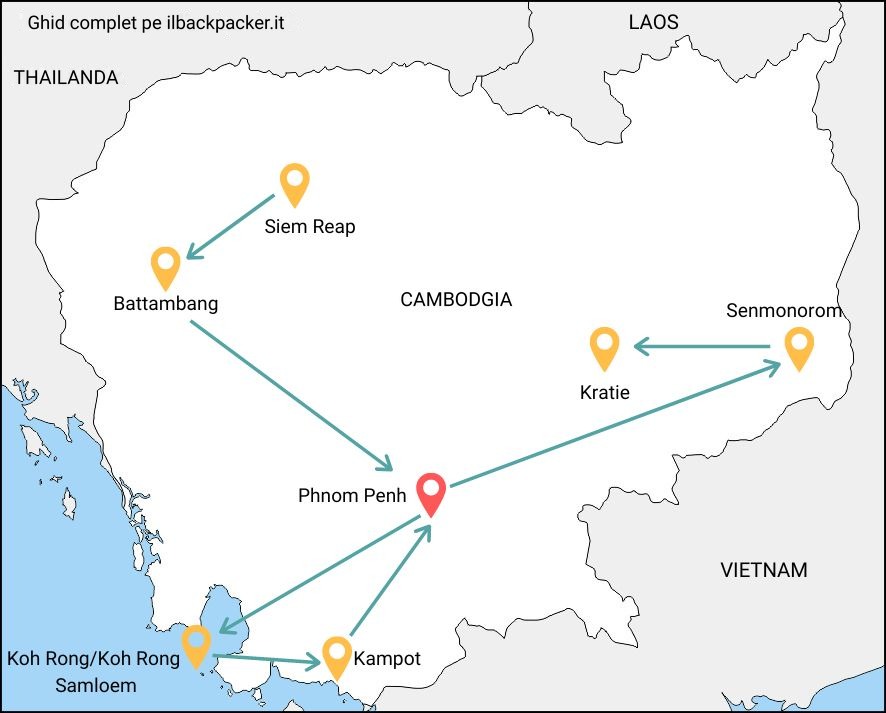 Ghid complet pe ilbackpacker.it
LAOS
THAILANDA
Siem Reap
Battambang
CAMBODGIA
Senmonorom
Kratie
Phnom Penh
VIETNAM
Koh Rong/Koh Rong
Samloem
Kampot